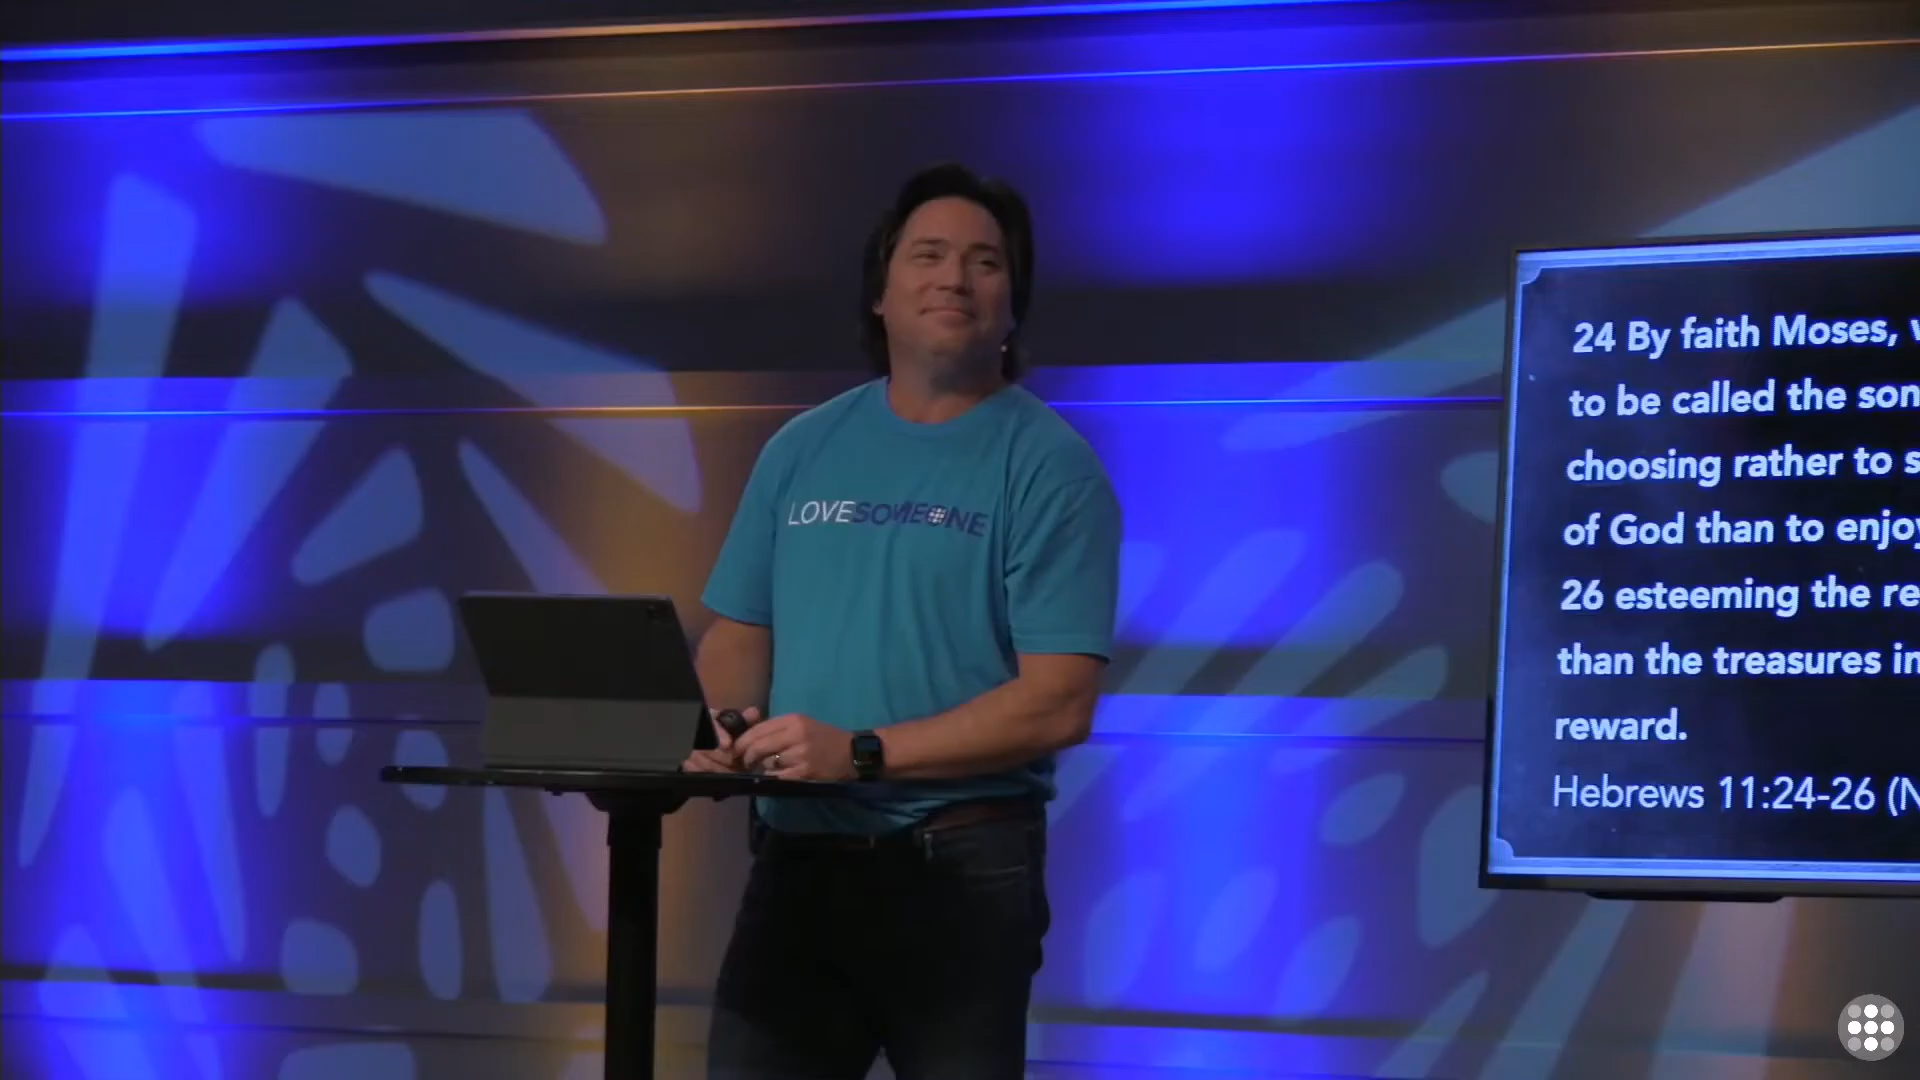 LOVESOMEONE
24 By faith Moses,
to be called the son
choosing rather to
of God than to enjoy
26 esteeming the re
than the treasures in
reward.
Hebrews 11:24-26 (N